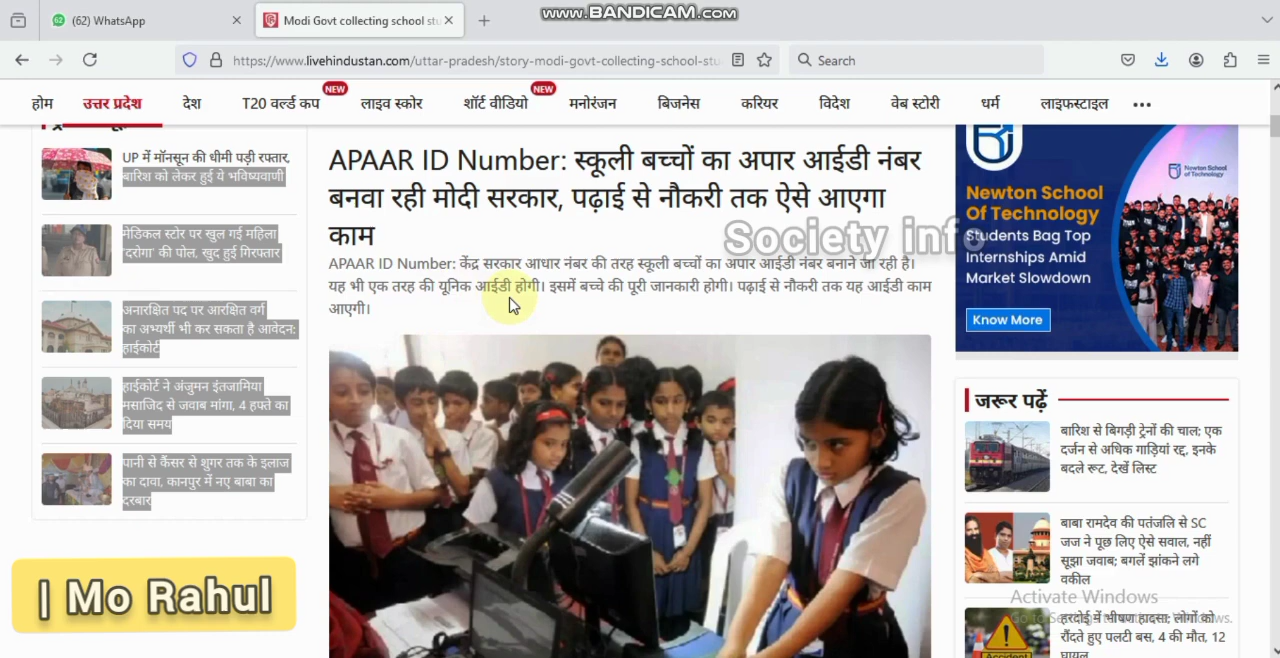 www.BANDICAM.com
(62) WhatsApp
Modi Govt collecting school stu
https://www.livehindustan.com/uttar-pradesh/story-modi-govt-collecting-school-stu
Search
होम
उत्तर प्रदेश
देश
T20 वर्ल्ड कप
NEW
लाइव स्कोर
शॉर्ट वीडियो
NEW
मनोरंजन
बिजनेस
करियर
विदेश
वेब स्टोरी
धर्म
लाइफस्टाइल
UP में मॉनसून की धीमी पड़ी रफ्तार,
बारिश को लेकर हुई ये भविष्यवाणी
मेडिकल स्टोर पर खुल गई महिला
'दरोगा' की पोल, खुद हुई गिरफ्तार
अनारक्षित पद पर आरक्षित वर्ग
का अभ्यर्थी भी कर सकता है आवेदन:
हाईकोर्ट
हाईकोर्ट ने अंजुमन इंतजामिया
मसाजिद से जवाब मांगा, 4 हफ्ते का
दिया समय
पानी से कैंसर से शुगर तक के इलाज
का दावा, कानपुर में नए बाबा का
दरबार
| Mo Rahul
APAAR ID Number: स्कूली बच्चों का अपार आईडी नंबर
बनवा रही मोदी सरकार, पढ़ाई से नौकरी तक ऐसे आएगा
काम
Society info
APAAR ID Number: केंद्र सरकार आधार नंबर की तरह स्कूली बच्चों का अपार आईडी नंबर बनाने जा रही है।
यह भी एक तरह की यूनिक आईडी होगी। इसमें बच्चे की पूरी जानकारी होगी। पढ़ाई से नौकरी तक यह आईडी काम
आएगी।
Newton School
of Technology
Newton School
Of Technology
Students Bag Top
Internships Amid
Market Slowdown
Know More
जरूर पढ़ें
बारिश से बिगड़ी ट्रेनों की चाल; एक
दर्जन से अधिक गाड़ियां रद्द, इनके
बदले रूट, देखें लिस्ट
बाबा रामदेव की पतंजलि से SC
जज ने पूछ लिए ऐसे सवाल, नहीं
सूझा जवाब; बगलें झांकने लगे
वकील
Activate Windows
हरदोई में भीषण हादसा, लोगों को
रौंदते हुए पलटी बस, 4 की मौत, 12
घायल
Accident